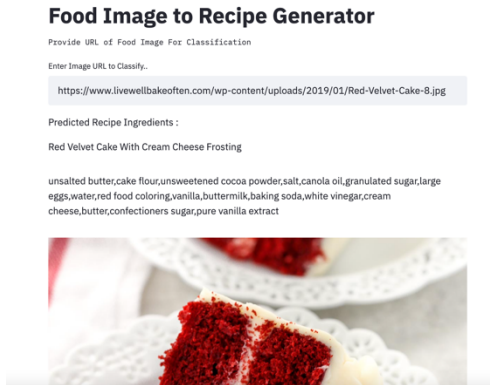 Food Image to Recipe Generator
Provide URL of Food Image For Classification
Enter Image URL to Classify..
https://www.livewellbakeoften.com/wp-content/uploads/2019/01/Red-Velvet-Cake-8.jpg
Predicted Recipe Ingredients :
Red Velvet Cake With Cream Cheese Frosting
unsalted butter,cake flour,unsweetened cocoa powder,salt,canola oil,granulated sugar,large
eggs,water,red food coloring,vanilla,buttermilk,baking soda,white vinegar,cream
cheese,butter,confectioners sugar,pure vanilla extract